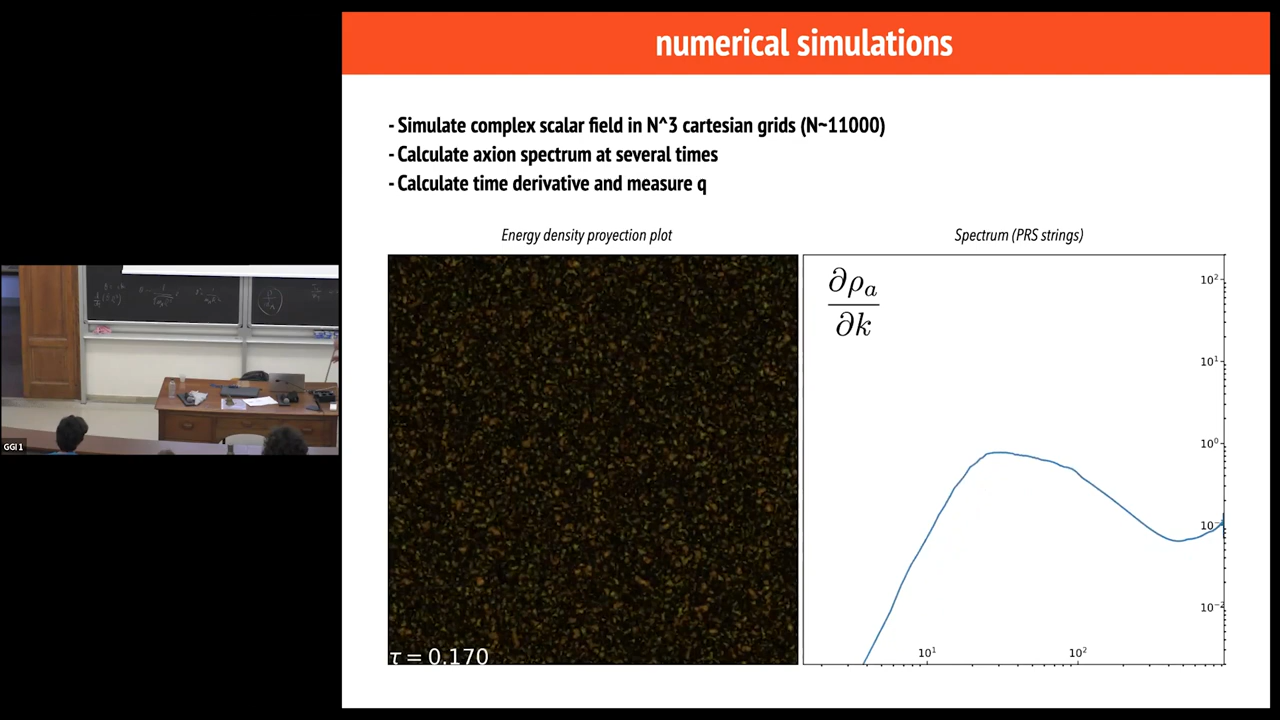 numerical simulations
- Simulate complex scalar field in N^3 cartesian grids (N~11000)
- Calculate axion spectrum at several times
- Calculate time derivative and measure q
Energy density proyection plot
Spectrum (PRS strings)
∂ρₐ
∂k
10²
10¹
10⁰
10⁻²
10¹
10²
τ = 0.170
GGI 1